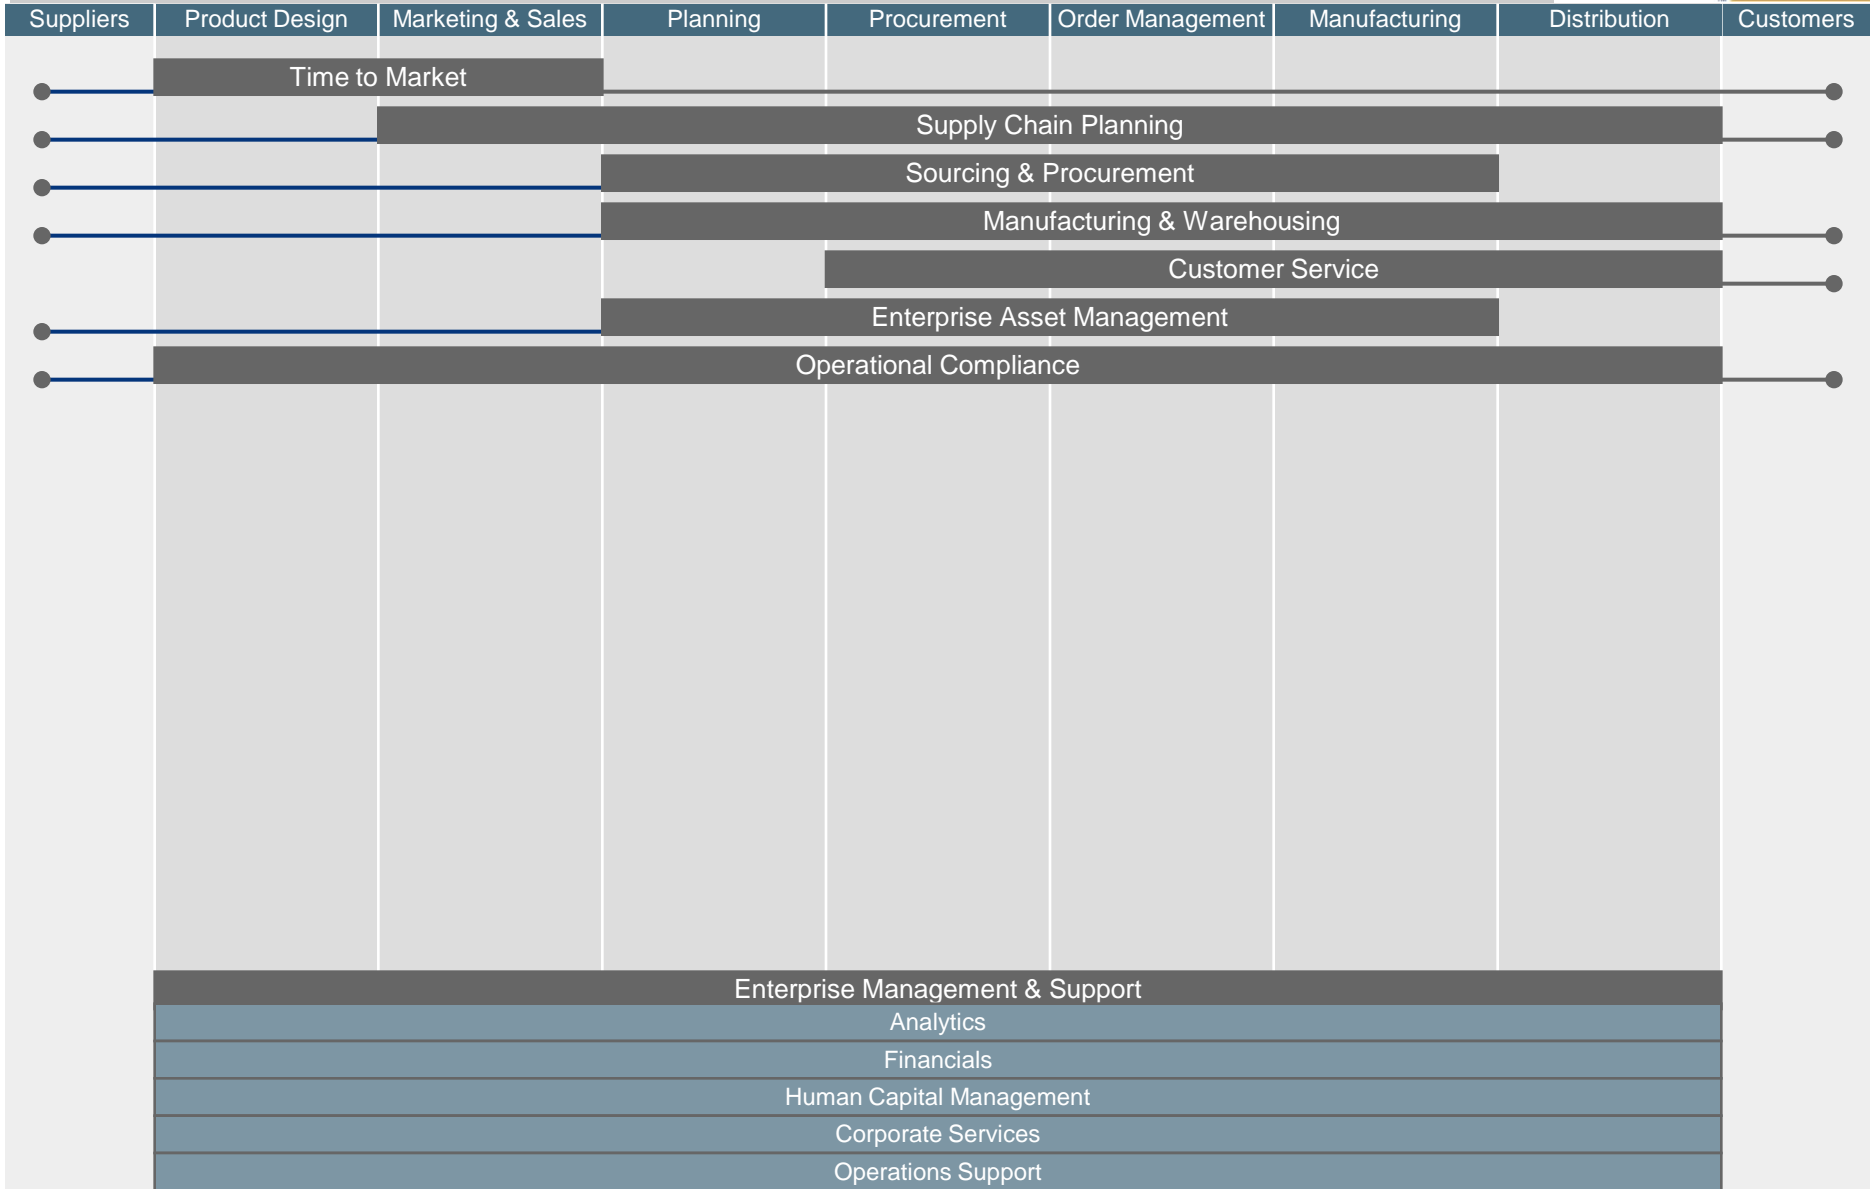 Suppliers
Product Design
Marketing & Sales
Planning
Procurement
Order Management
Manufacturing
Distribution
Customers
Time to Market
Supply Chain Planning
Sourcing & Procurement
Manufacturing & Warehousing
Customer Service
Enterprise Asset Management
Operational Compliance
Enterprise Management & Support
Analytics
Financials
Human Capital Management
Corporate Services
Operations Support